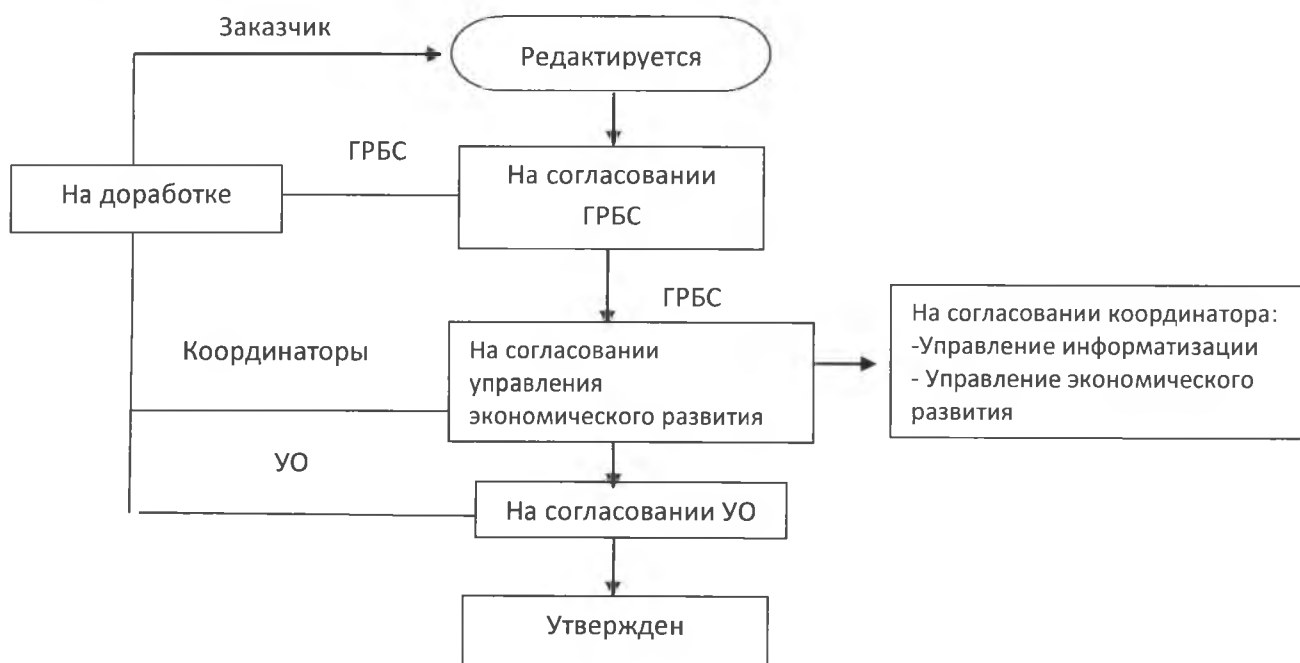 Заказчик
Редактируется
ГРБС
На доработке
На согласовании
ГРБС
ГРБС
Координаторы
На согласовании
управления
экономического развития
На согласовании координатора:
-Управление информатизации
- Управление экономического
развития
УО
На согласовании УО
Утвержден